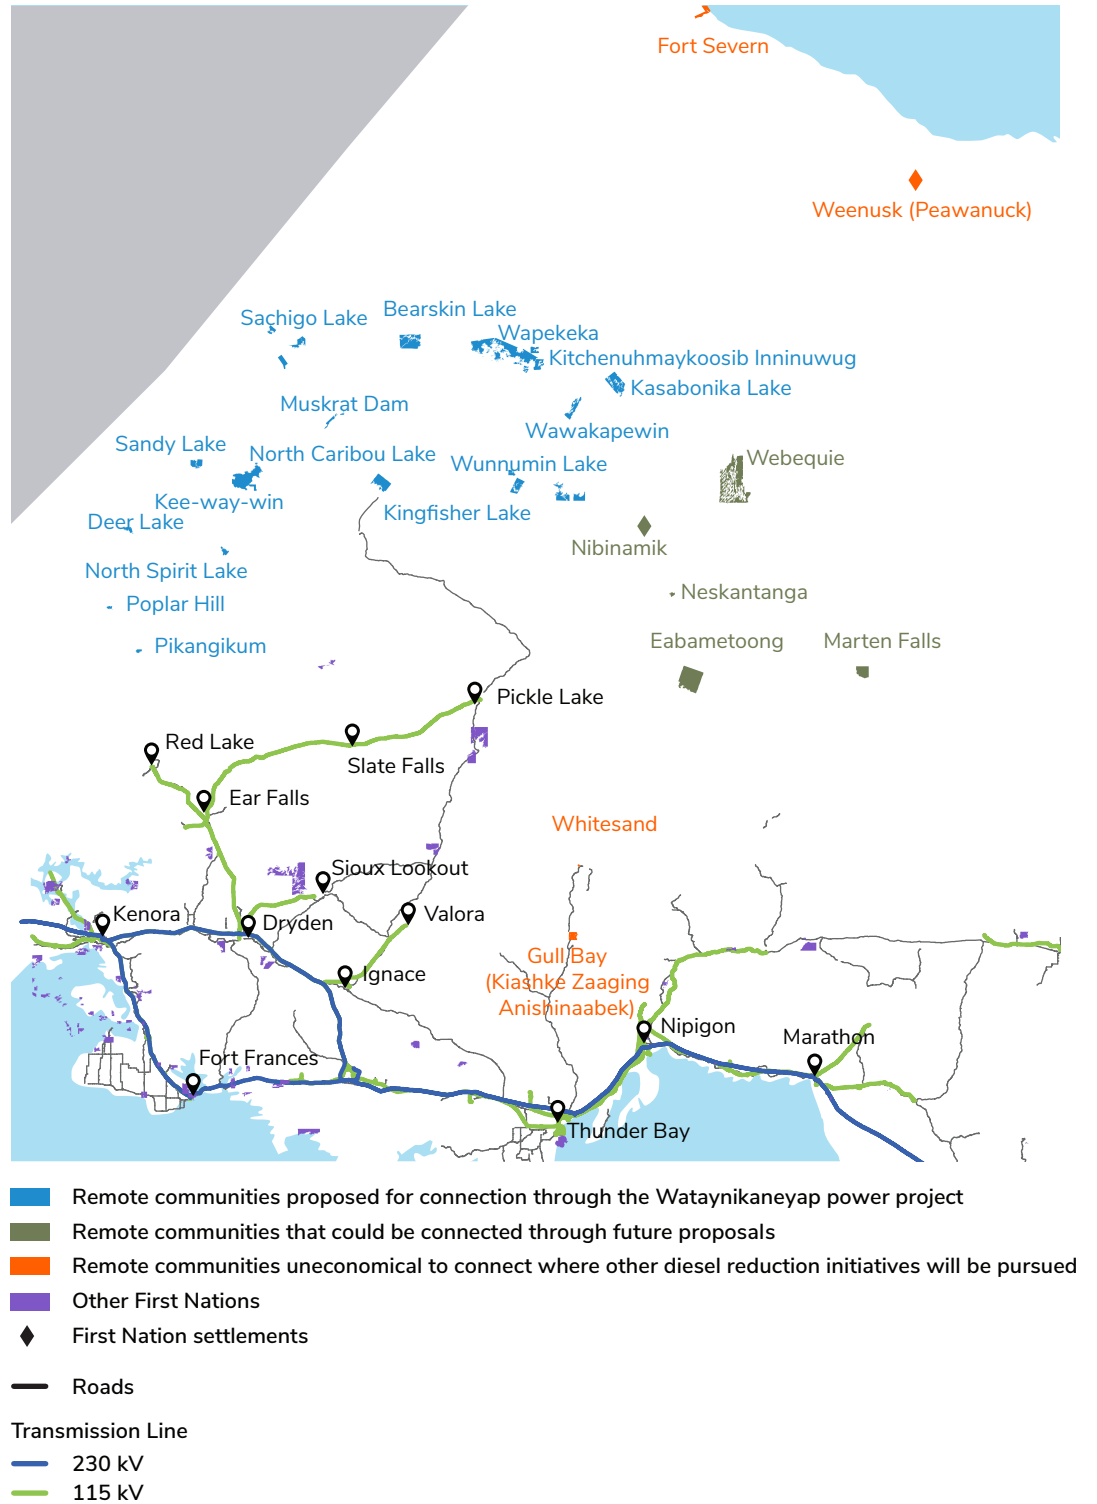 Fort Severn
Weenusk (Peawanuck)
Sachigo Lake
Bearskin Lake
Wapekeka
Kitchenuhmaykoosib Inninuwug
Kasabonika Lake
Muskrat Dam
Wawakapewin
Sandy Lake
North Caribou Lake
Wunnumin Lake
Webequie
Kee-way-win
Kingfisher Lake
Deer Lake
Nibinamik
North Spirit Lake
Neskantanga
Poplar Hill
Pikangikum
Eabametoong
Marten Falls
Pickle Lake
Red Lake
Slate Falls
Ear Falls
Whitesand
Sioux Lookout
Kenora
Dryden
Valora
Gull Bay
(Kiashke Zaaging
Anishinaabek)
Ignace
Nipigon
Marathon
Fort Frances
Thunder Bay
Remote communities proposed for connection through the Wataynikaneyap power project
Remote communities that could be connected through future proposals
Remote communities uneconomical to connect where other diesel reduction initiatives will be pursued
Other First Nations
First Nation settlements
Roads
Transmission Line
230 kV
115 kV